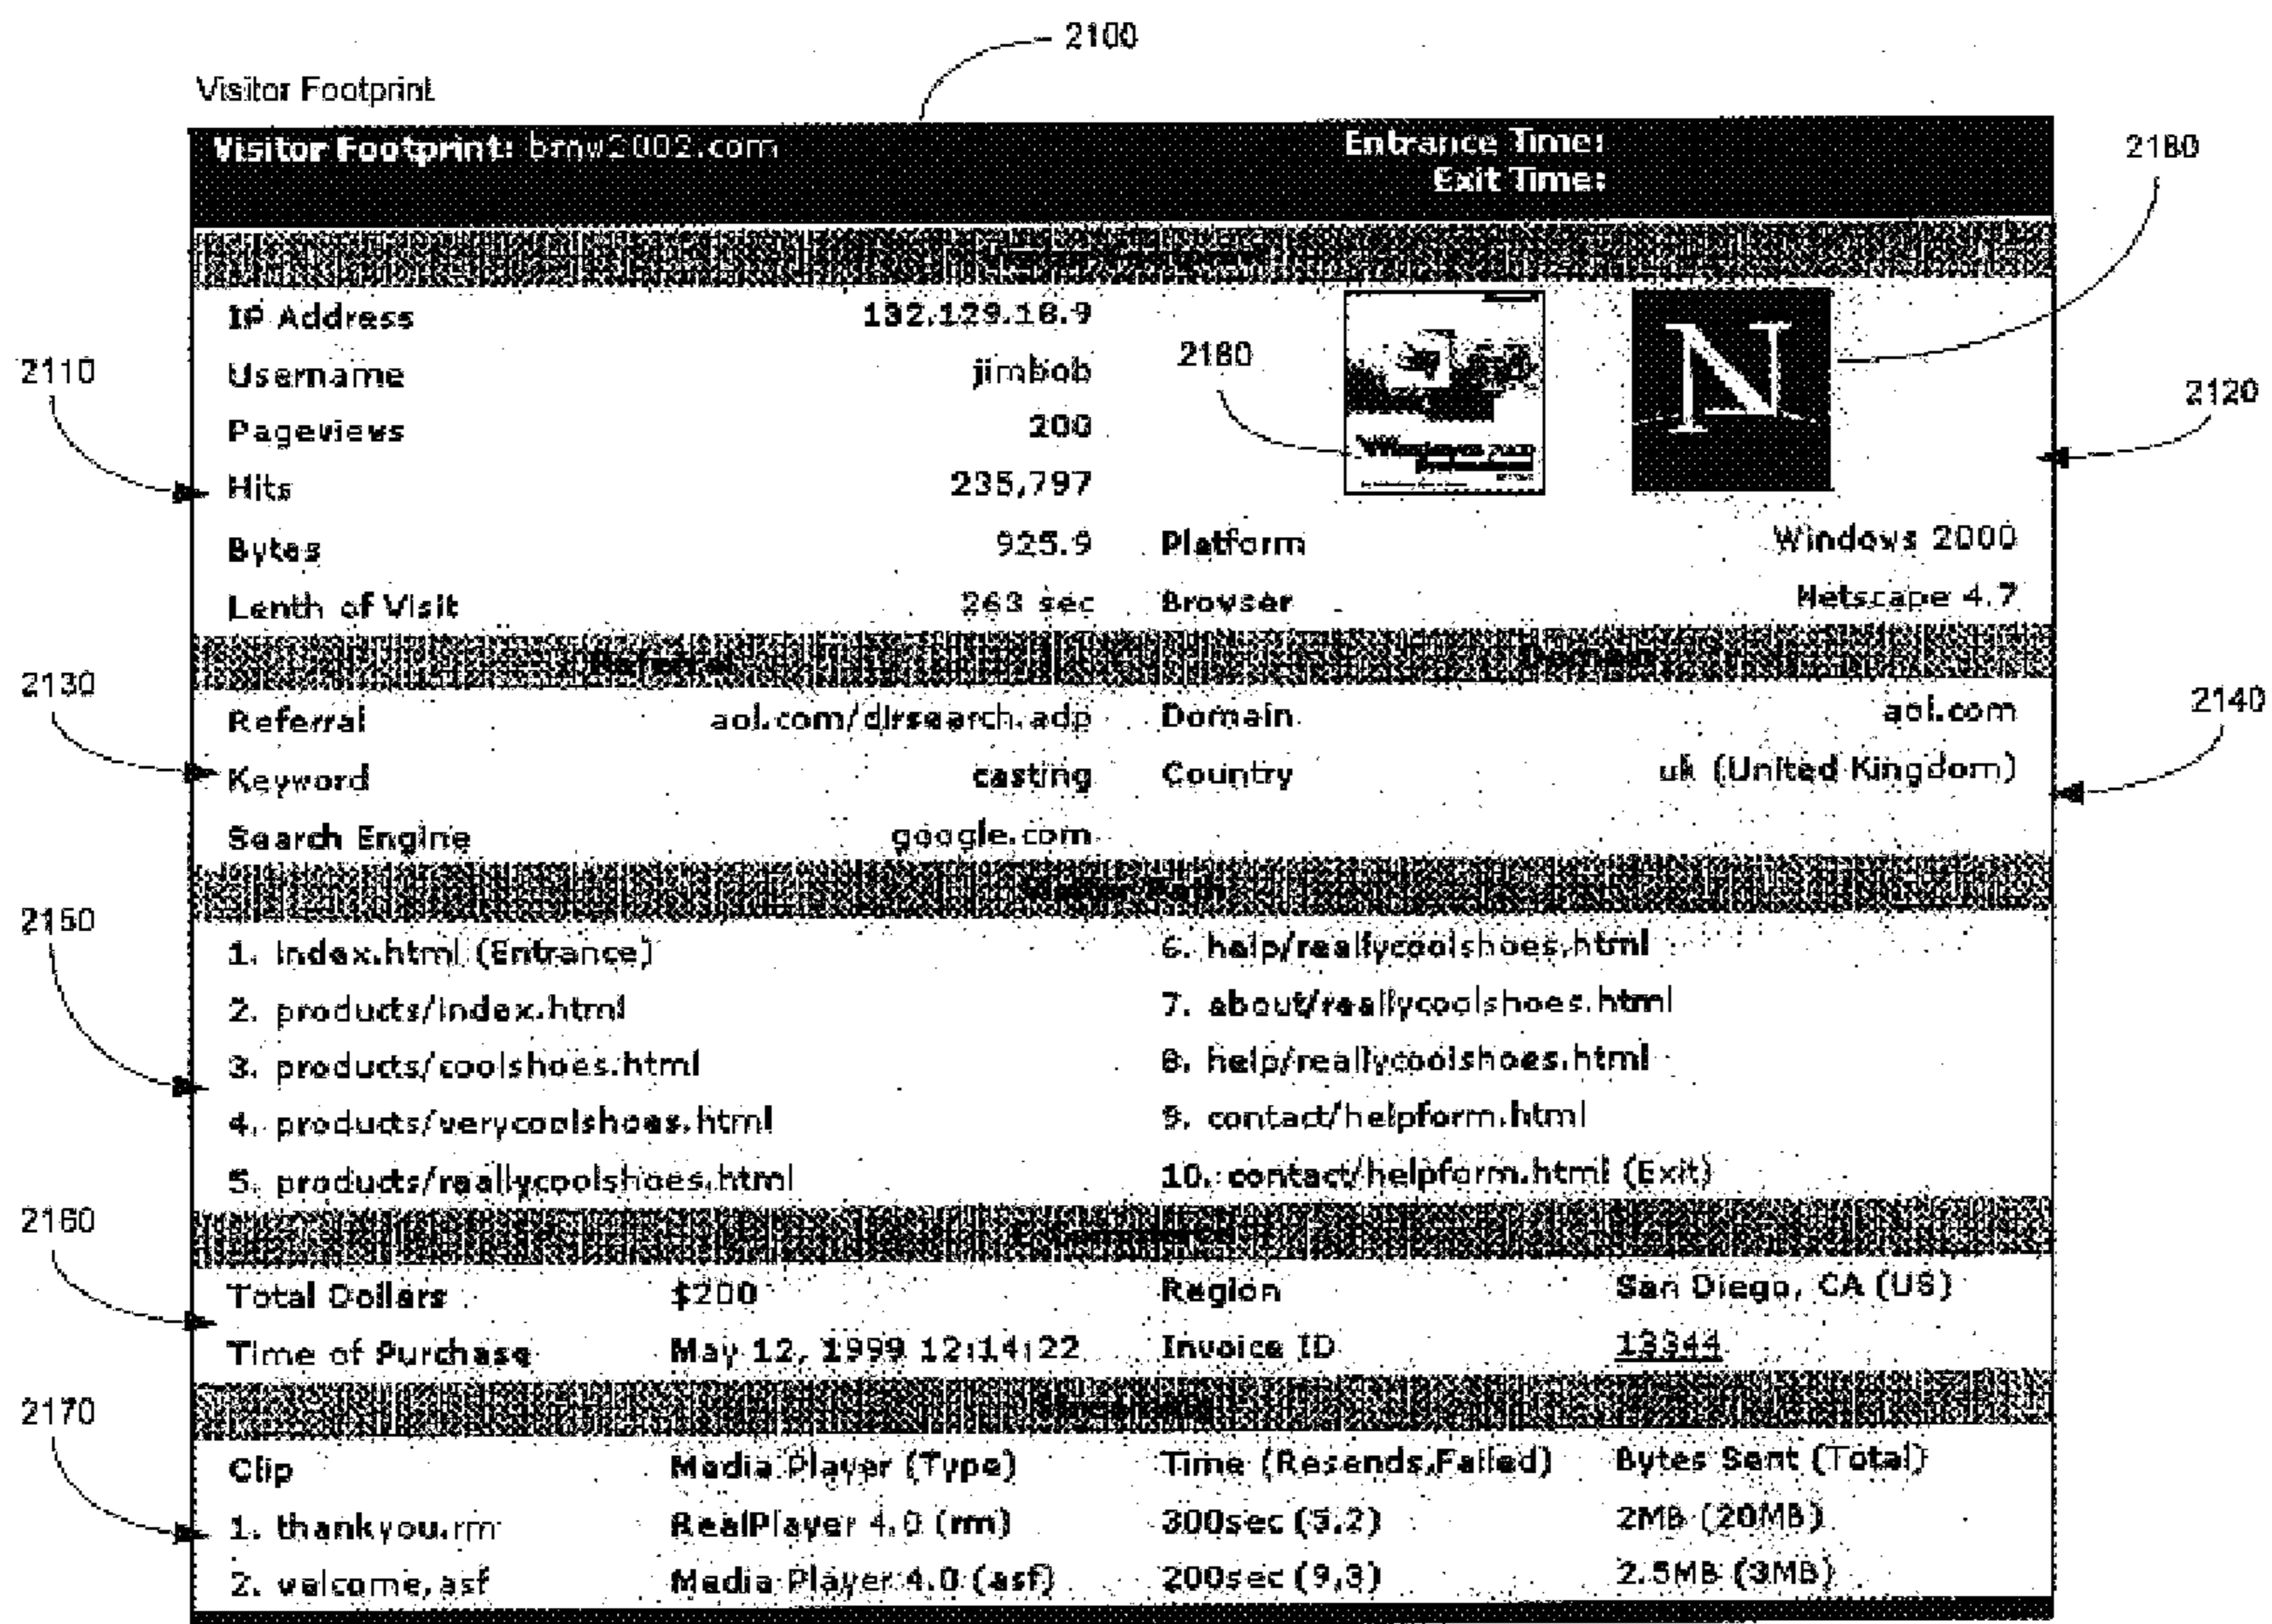 2100
Visitor Footprint
Visitor Footprint: bmw2002.com
Entrance Time:
Exit Time:
2180
Visitor Footprint
IP Address 132.129.18.9
Username jimbob
2180
2110
Pageviews 200
2120
Hits 235,797
Windows 2000
N
Bytes 925.9 Platform Windows 2000
Lenth of Visit 263 sec Browser Netscape 4.7
Referral Domain
2130
2140
Referral aol.com/dirsearch.adp Domain aol.com
Keyword casting Country uk (United Kingdom)
Search Engine google.com
Visitor Path
2150
1. index.html (Entrance) 6. help/reallycoolshoes.html
2. products/index.html 7. about/reallycoolshoes.html
3. products/coolshoes.html 8. help/reallycoolshoes.html
4. products/verycoolshoes.html 9. contact/helpform.html
5. products/reallycoolshoes.html 10. contact/helpform.html (Exit)
2160
Total Dollars $200 Region San Diego, CA (US)
Time of Purchase May 12, 1999 12:14:22 Invoice ID 13344
2170
Clip Media Player (Type) Time (Resends,Failed) Bytes Sent (Total)
1. thankyou.rm RealPlayer 4.0 (rm) 300sec (5,2) 2MB (20MB)
2. welcome.asf Media Player 4.0 (asf) 200sec (9,3) 2.5MB (3MB)